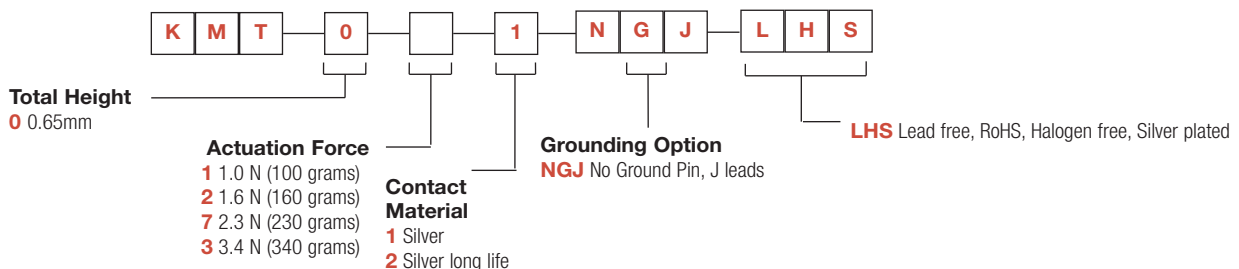 K M T 0 1 N G J L H S
Total Height
0 0.65mm
Actuation Force
1 1.0 N (100 grams)
2 1.6 N (160 grams)
7 2.3 N (230 grams)
3 3.4 N (340 grams)
Contact
Material
1 Silver
2 Silver long life
Grounding Option
NGJ No Ground Pin, J leads
LHS Lead free, RoHS, Halogen free, Silver plated